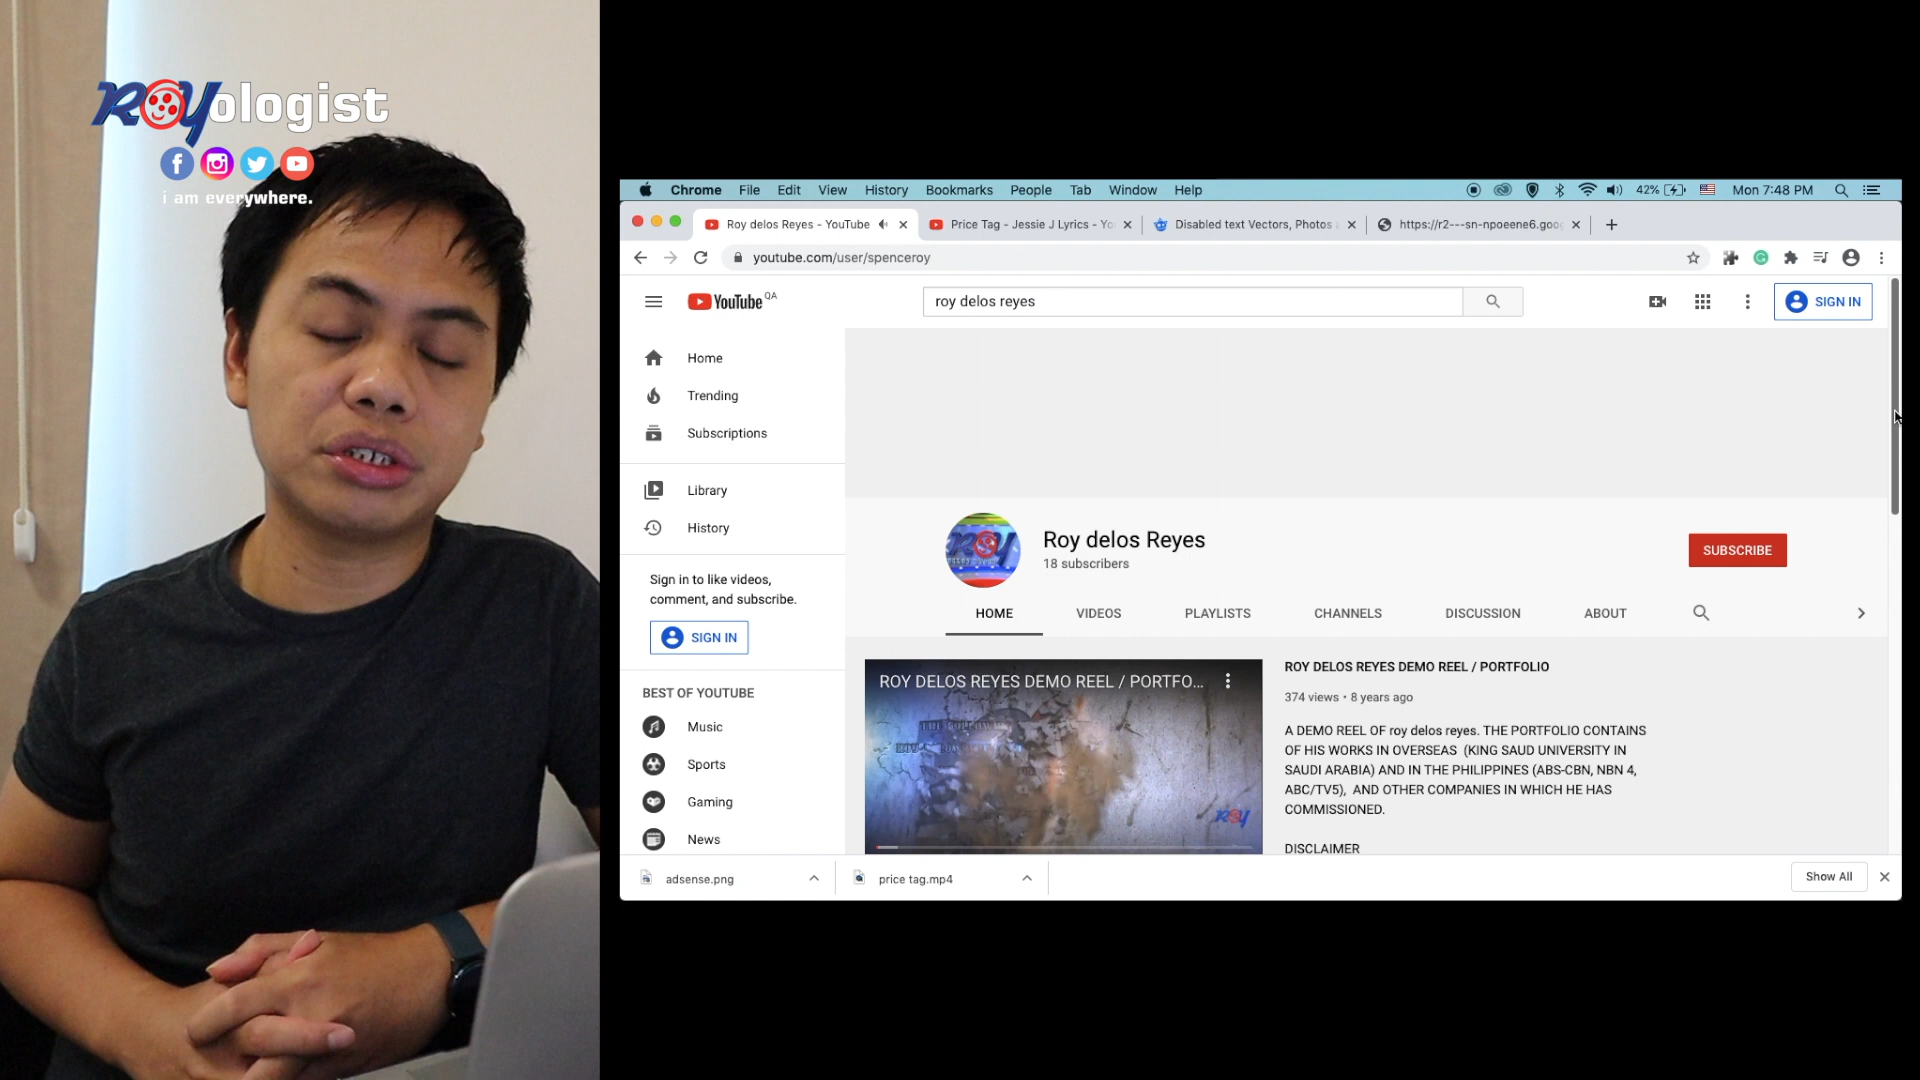 ROYologist
i am everywhere.
Chrome File Edit View History Bookmarks People Tab Window Help 42% Mon 7:48 PM
Roy delos Reyes - YouTube
Price Tag - Jessie J Lyrics - Yo
Disabled text Vectors, Photos
https://r2---sn-npoeene6.goog
youtube.com/user/spenceroy
YouTube QA
roy delos reyes
SIGN IN
Home
Trending
Subscriptions
Library
History
Sign in to like videos,
comment, and subscribe.
SIGN IN
BEST OF YOUTUBE
Music
Sports
Gaming
News
Roy delos Reyes
18 subscribers
SUBSCRIBE
HOME VIDEOS PLAYLISTS CHANNELS DISCUSSION ABOUT
ROY DELOS REYES DEMO REEL / PORTFO...
ROY
ROY DELOS REYES DEMO REEL / PORTFOLIO
374 views • 8 years ago
A DEMO REEL OF roy delos reyes. THE PORTFOLIO CONTAINS
OF HIS WORKS IN OVERSEAS (KING SAUD UNIVERSITY IN
SAUDI ARABIA) AND IN THE PHILIPPINES (ABS-CBN, NBN 4,
ABC/TV5), AND OTHER COMPANIES IN WHICH HE HAS
COMMISSIONED.
DISCLAIMER
adsense.png
price tag.mp4
Show All